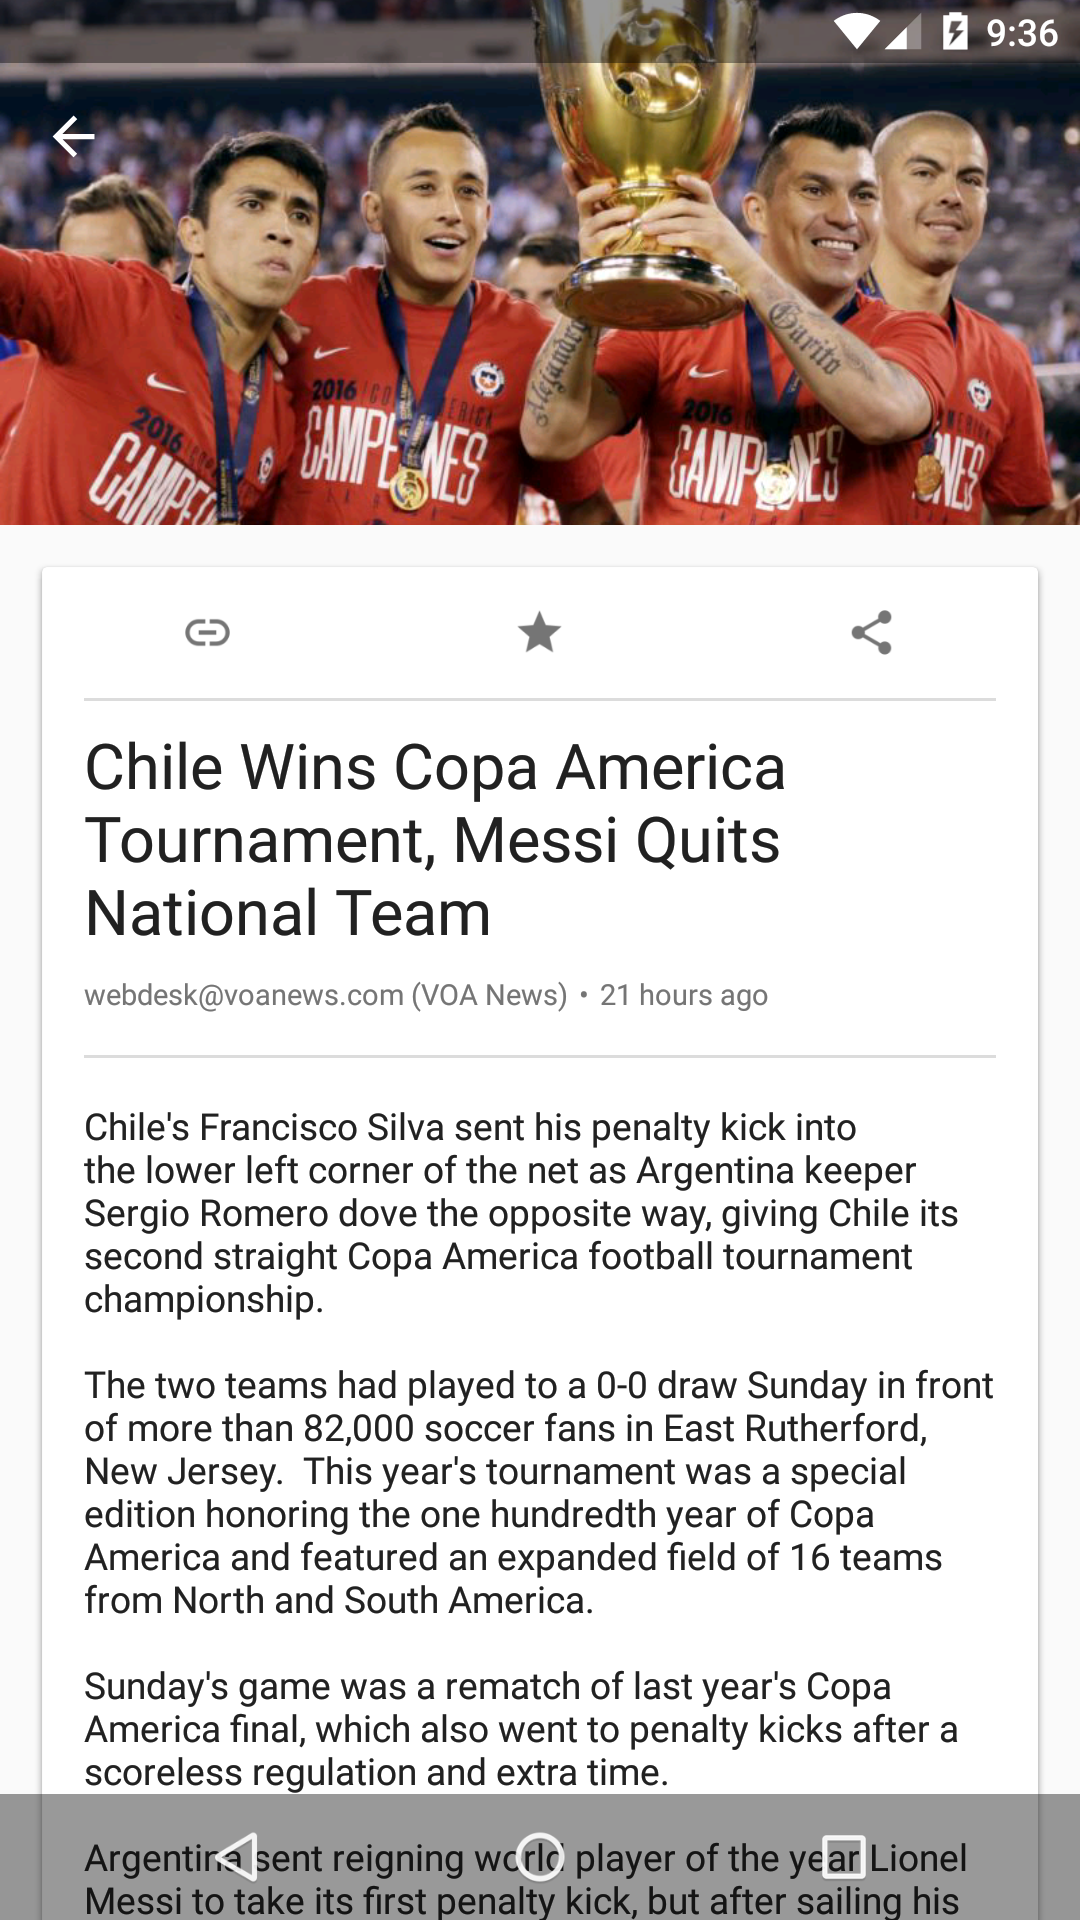 9:36
Alejandra
Garito
2016
CAMPE
2016
CAMPEONES
2016
CAMPEONES
ONES
Chile Wins Copa America
Tournament, Messi Quits
National Team
webdesk@voanews.com (VOA News) • 21 hours ago
Chile's Francisco Silva sent his penalty kick into
the lower left corner of the net as Argentina keeper
Sergio Romero dove the opposite way, giving Chile its
second straight Copa America football tournament
championship.
The two teams had played to a 0-0 draw Sunday in front
of more than 82,000 soccer fans in East Rutherford,
New Jersey.  This year's tournament was a special
edition honoring the one hundredth year of Copa
America and featured an expanded field of 16 teams
from North and South America.
Sunday's game was a rematch of last year's Copa
America final, which also went to penalty kicks after a
scoreless regulation and extra time.
Argentina sent reigning world player of the year Lionel
Messi to take its first penalty kick, but after sailing his